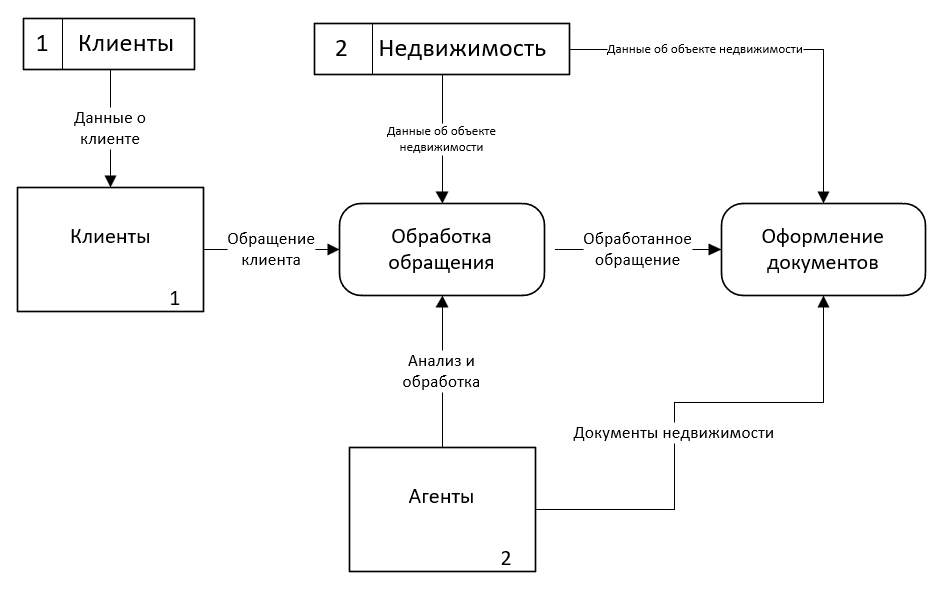 1 Клиенты
2 Недвижимость
Данные об объекте недвижимости
Данные о
клиенте
Данные об объекте
недвижимости
Клиенты
1
Обращение
клиента
Обработка
обращения
Обработанное
обращение
Оформление
документов
Анализ и
обработка
Документы недвижимости
Агенты
2